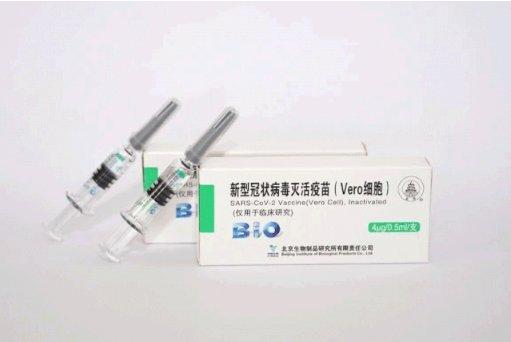 新型冠状病毒灭活疫苗（Vero细胞）
SARS-CoV-2 Vaccine(Vero Cell), Inactivated
(仅用于临床研究)
BiO
4μg/0.5ml/支
北京生物制品研究所有限责任公司
Beijing Institute of Biological Products Co., Ltd